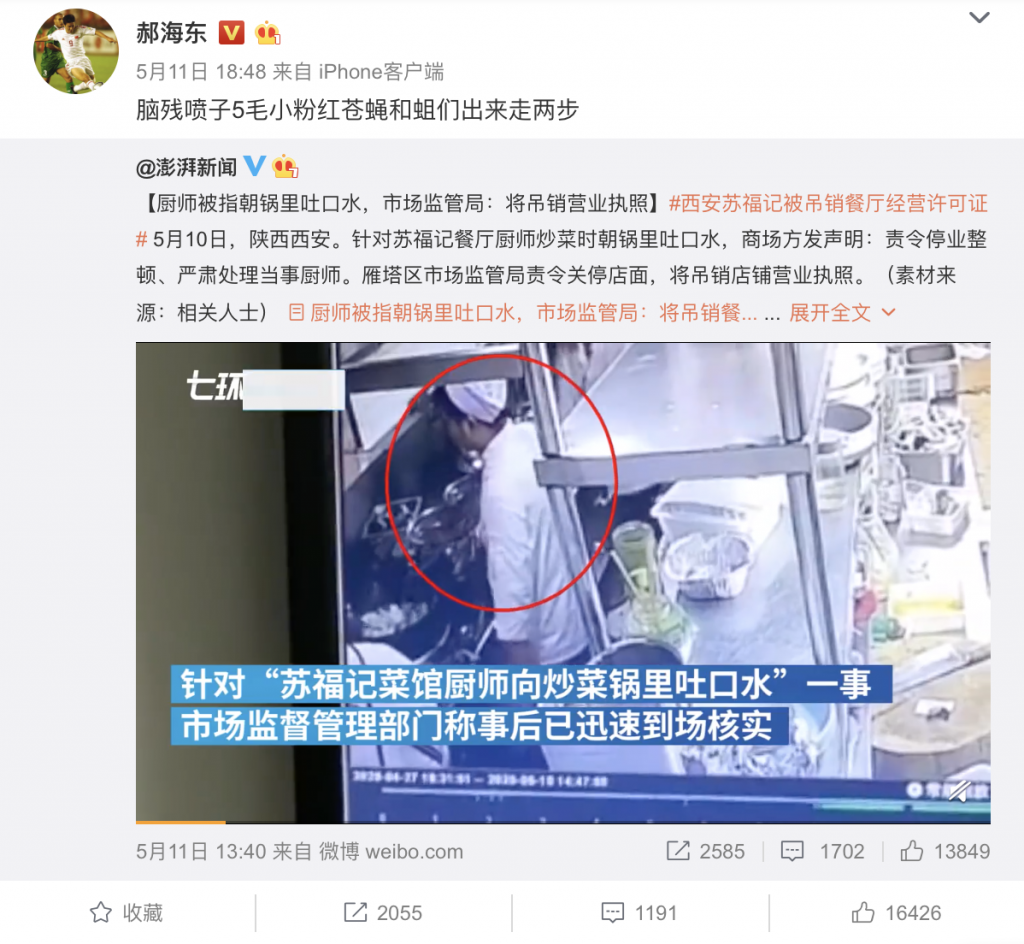 郝海东
5月11日 18:48 来自 iPhone客户端
脑残喷子5毛小粉红苍蝇和蛆们出来走两步
@澎湃新闻
【厨师被指朝锅里吐口水，市场监管局：将吊销营业执照】#西安苏福记被吊销餐厅经营许可证
# 5月10日，陕西西安。针对苏福记餐厅厨师炒菜时朝锅里吐口水，商场方发声明：责令停业整
顿、严肃处理当事厨师。雁塔区市场监管局责令关停店面，将吊销店铺营业执照。（素材来
源：相关人士） 厨师被指朝锅里吐口水，市场监管局：将吊销餐... ... 展开全文
七环
针对“苏福记菜馆厨师向炒菜锅里吐口水”一事
市场监督管理部门称事后已迅速到场核实
5月11日 13:40 来自 微博 weibo.com 2585 1702 13849
收藏 2055 1191 16426